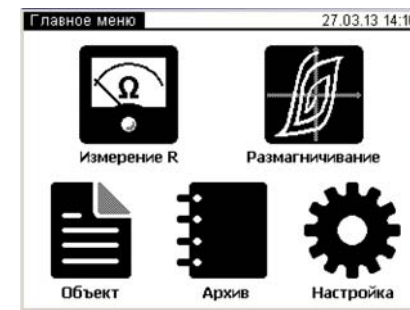 Главное меню 27.03.13 14:10
Ω
Измерение R Размагничивание
Объект Архив Настройка